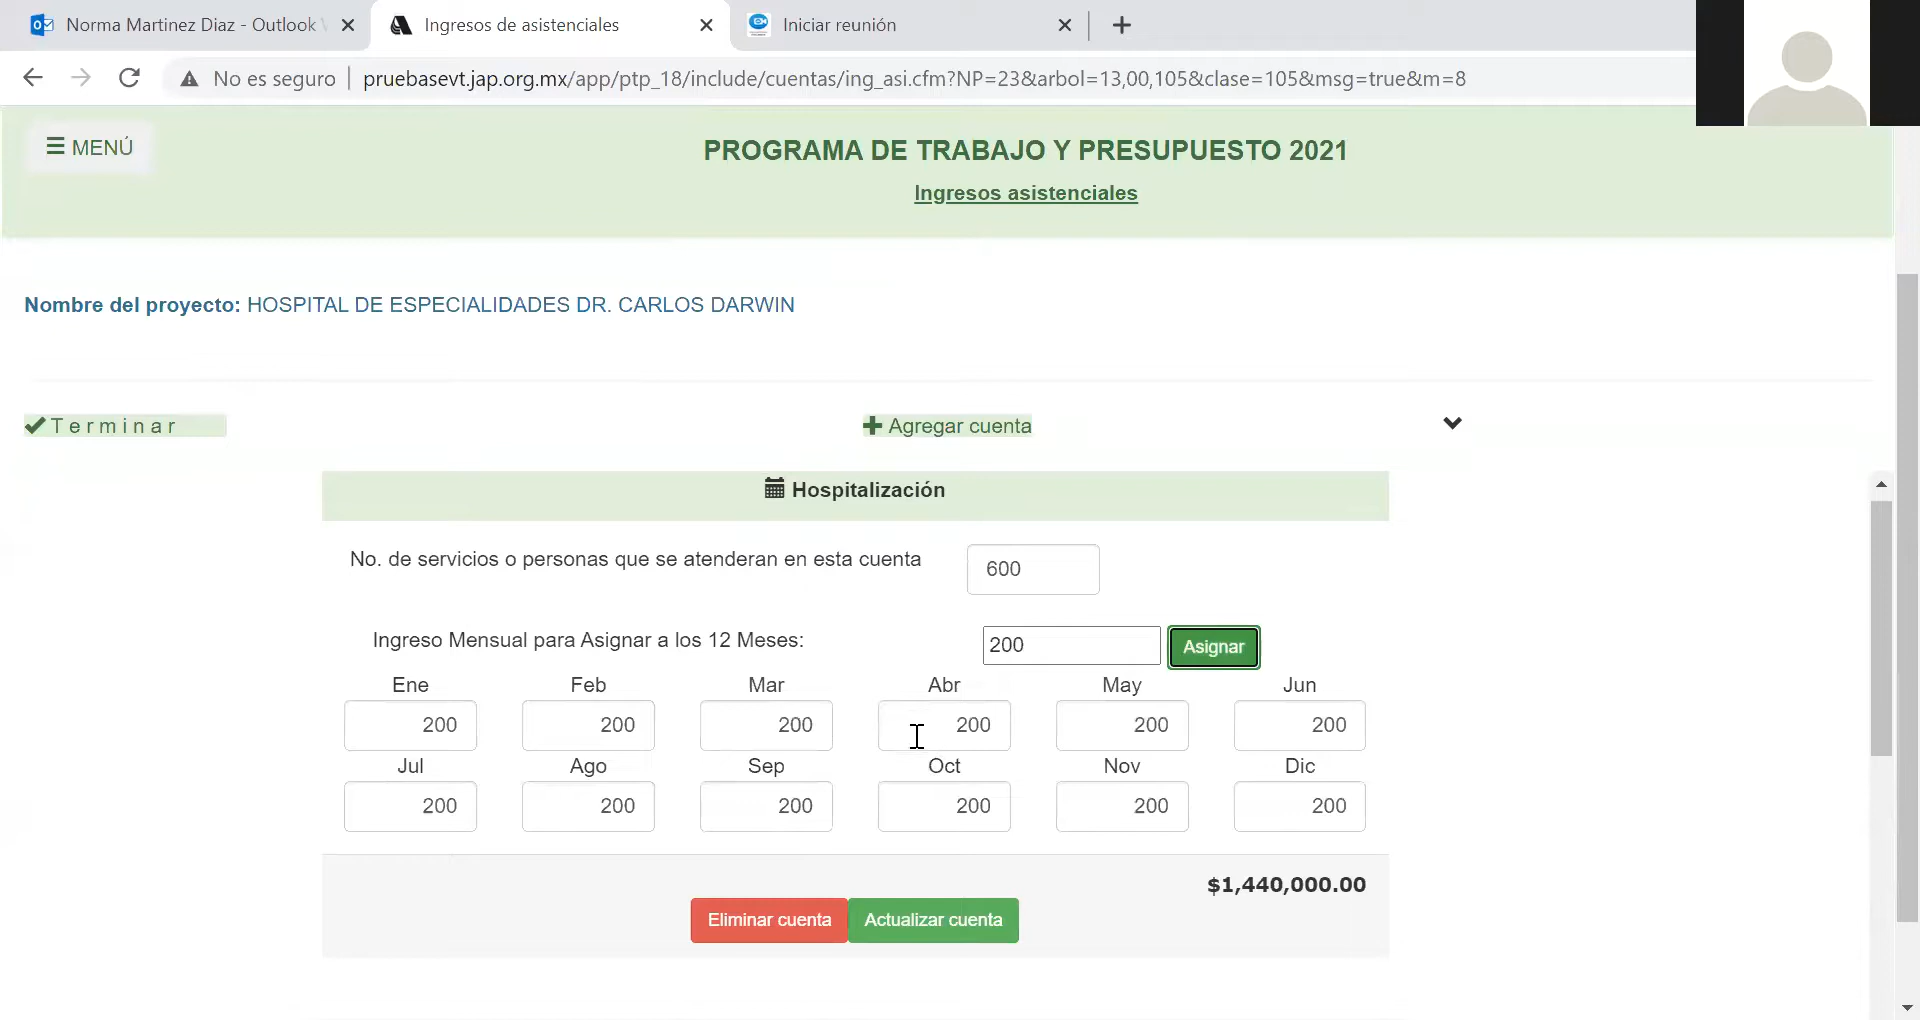 Norma Martinez Diaz - Outlook
Ingresos de asistenciales
Iniciar reunión
No es seguro
pruebasevt.jap.org.mx/app/ptp_18/include/cuentas/ing_asi.cfm?NP=23&arbol=13,00,105&clase=105&msg=true&m=8
MENÚ
PROGRAMA DE TRABAJO Y PRESUPUESTO 2021
Ingresos asistenciales
Nombre del proyecto: HOSPITAL DE ESPECIALIDADES DR. CARLOS DARWIN
Terminar
Agregar cuenta
Hospitalización
No. de servicios o personas que se atenderan en esta cuenta 600
Ingreso Mensual para Asignar a los 12 Meses: 200 Asignar
Ene Feb Mar Abr May Jun
200 200 200 200 200 200
Jul Ago Sep Oct Nov Dic
200 200 200 200 200 200
$1,440,000.00
Eliminar cuenta Actualizar cuenta